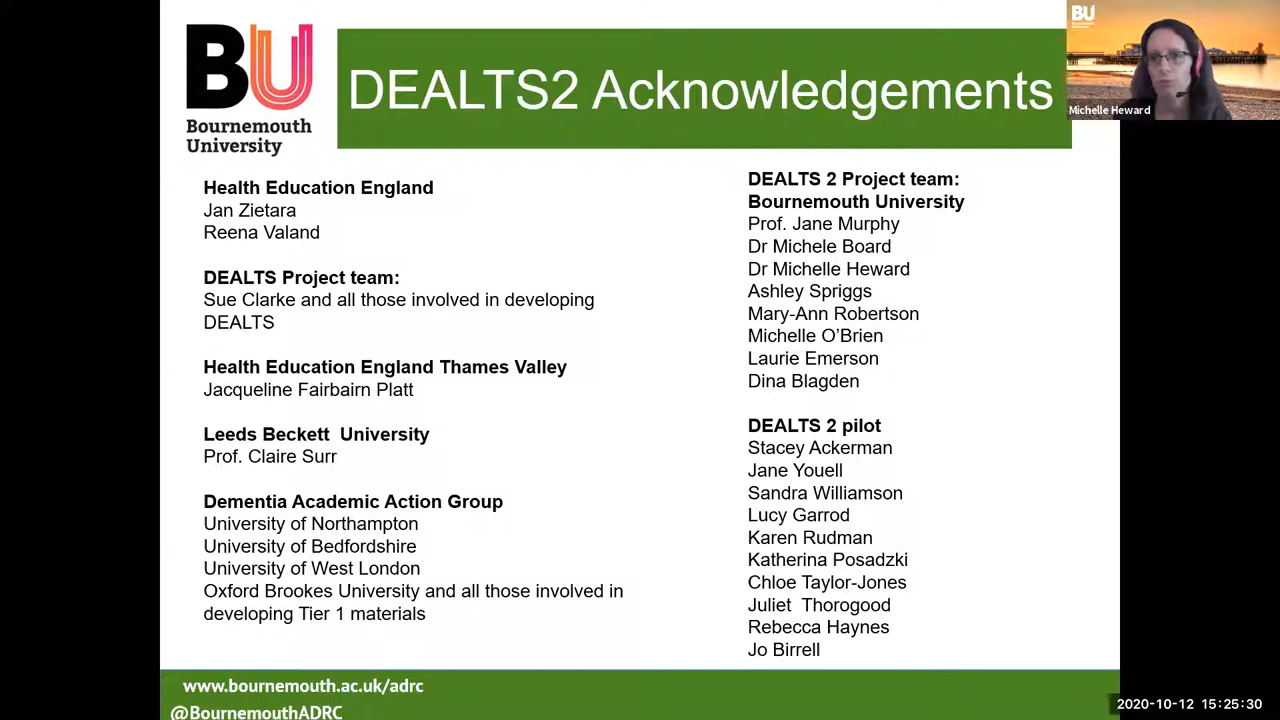 BU
Bournemouth
University
DEALTS2 Acknowledgements
BU
Michelle Heward
Health Education England
Jan Zietara
Reena Valand
DEALTS Project team:
Sue Clarke and all those involved in developing
DEALTS
Health Education England Thames Valley
Jacqueline Fairbairn Platt
Leeds Beckett  University
Prof. Claire Surr
Dementia Academic Action Group
University of Northampton
University of Bedfordshire
University of West London
Oxford Brookes University and all those involved in
developing Tier 1 materials
DEALTS 2 Project team:
Bournemouth University
Prof. Jane Murphy
Dr Michele Board
Dr Michelle Heward
Ashley Spriggs
Mary-Ann Robertson
Michelle O’Brien
Laurie Emerson
Dina Blagden
DEALTS 2 pilot
Stacey Ackerman
Jane Youell
Sandra Williamson
Lucy Garrod
Karen Rudman
Katherina Posadzki
Chloe Taylor-Jones
Juliet  Thorogood
Rebecca Haynes
Jo Birrell
www.bournemouth.ac.uk/adrc
@BournemouthADRC
2020-10-12 15:25:30